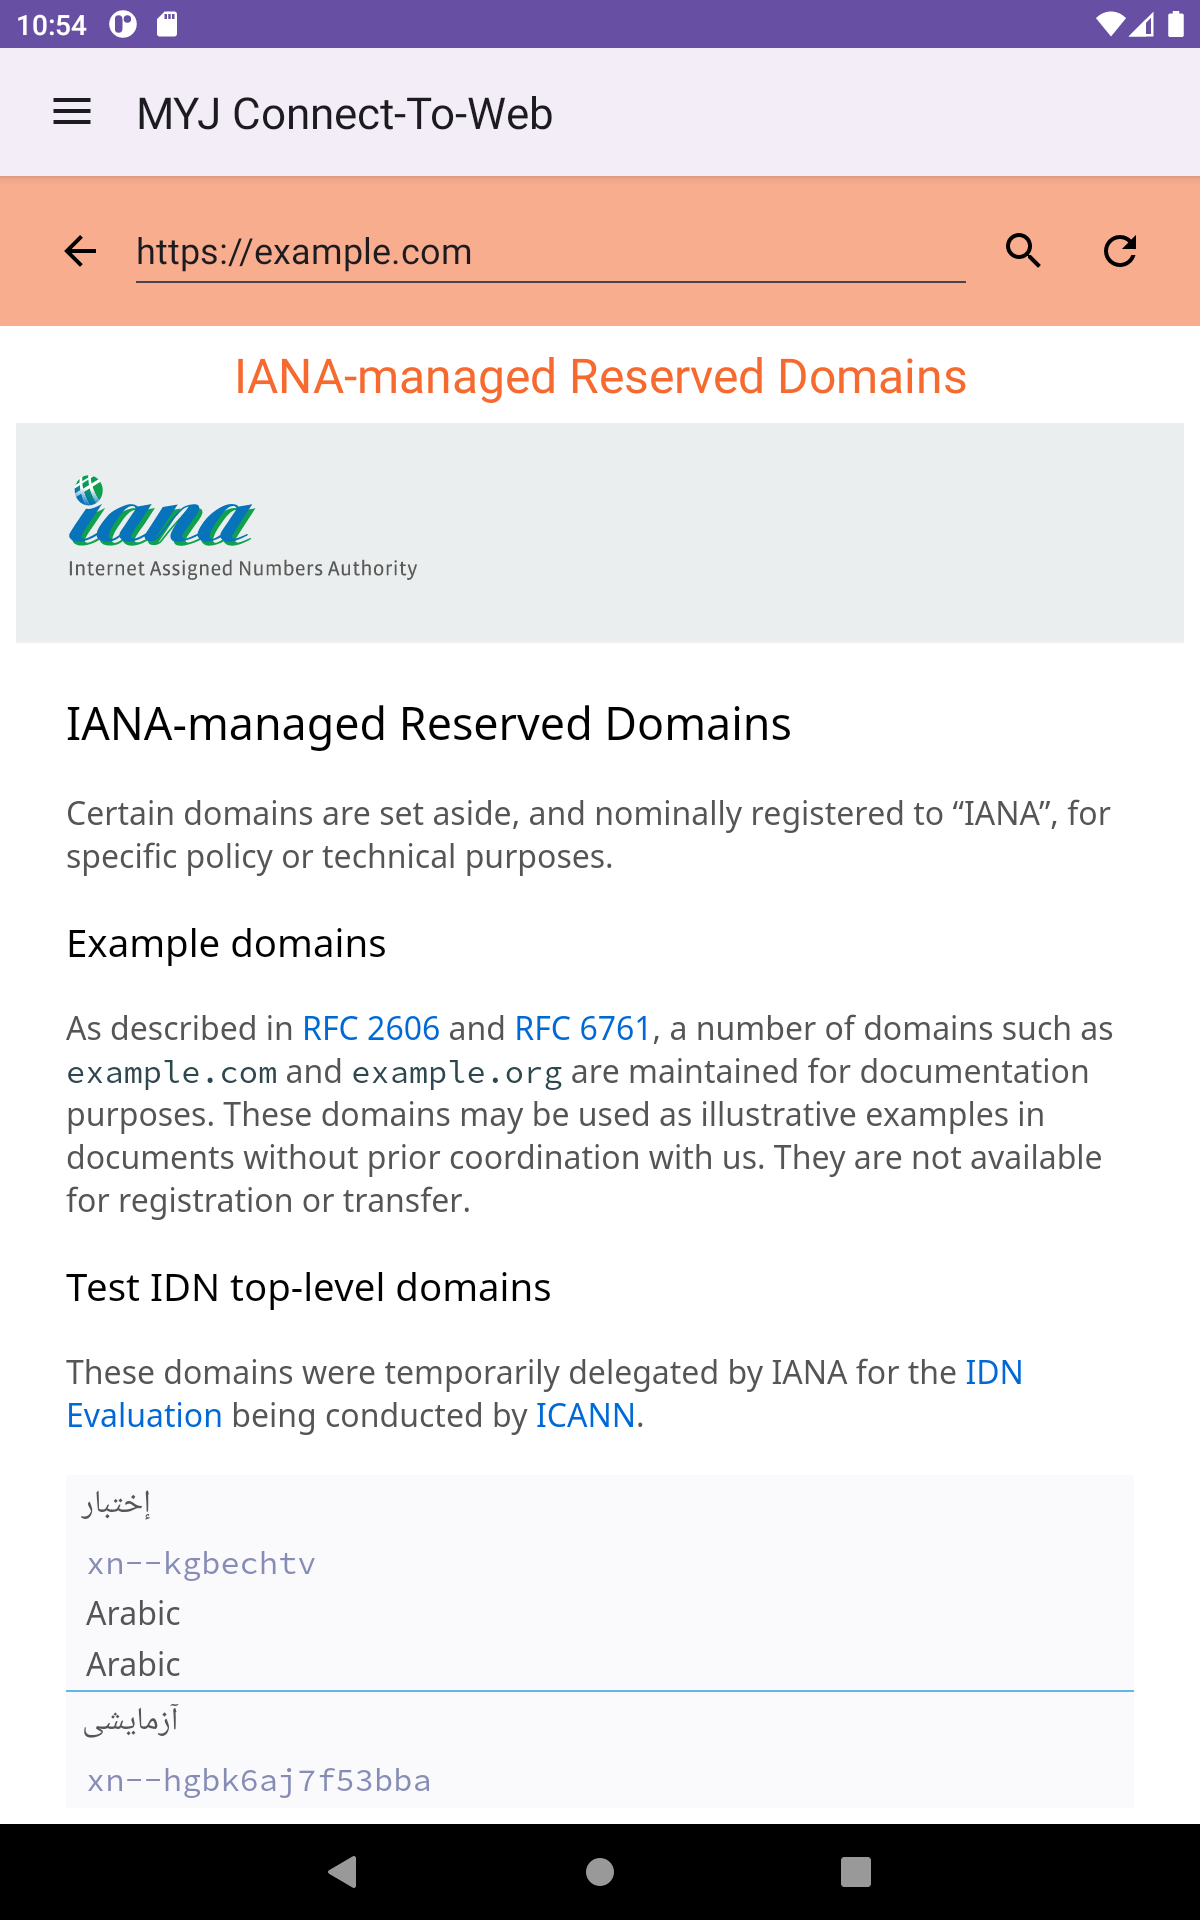 10:54
MYJ Connect-To-Web
https://example.com
IANA-managed Reserved Domains
iana
Internet Assigned Numbers Authority
IANA-managed Reserved Domains
Certain domains are set aside, and nominally registered to “IANA”, for
specific policy or technical purposes.
Example domains
As described in RFC 2606 and RFC 6761, a number of domains such as
example.com and example.org are maintained for documentation
purposes. These domains may be used as illustrative examples in
documents without prior coordination with us. They are not available
for registration or transfer.
Test IDN top-level domains
These domains were temporarily delegated by IANA for the IDN
Evaluation being conducted by ICANN.
إختبار
xn--kgbechtv
Arabic
Arabic
آزمایشی
xn--hgbk6aj7f53bba